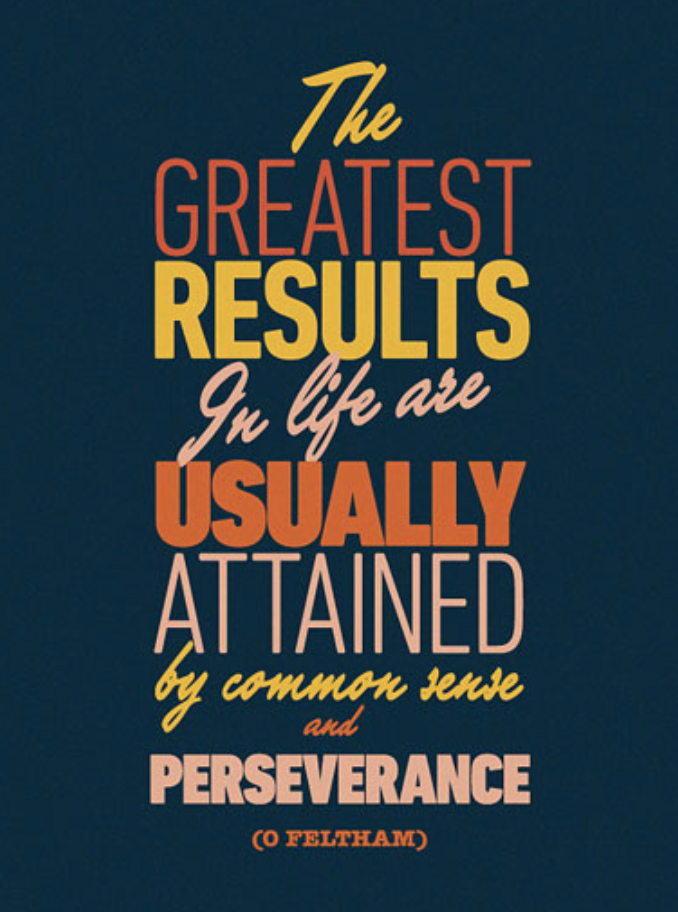 The
GREATEST
RESULTS
In life are
USUALLY
ATTAINED
by common sense
and
PERSEVERANCE
(O FELTHAM)